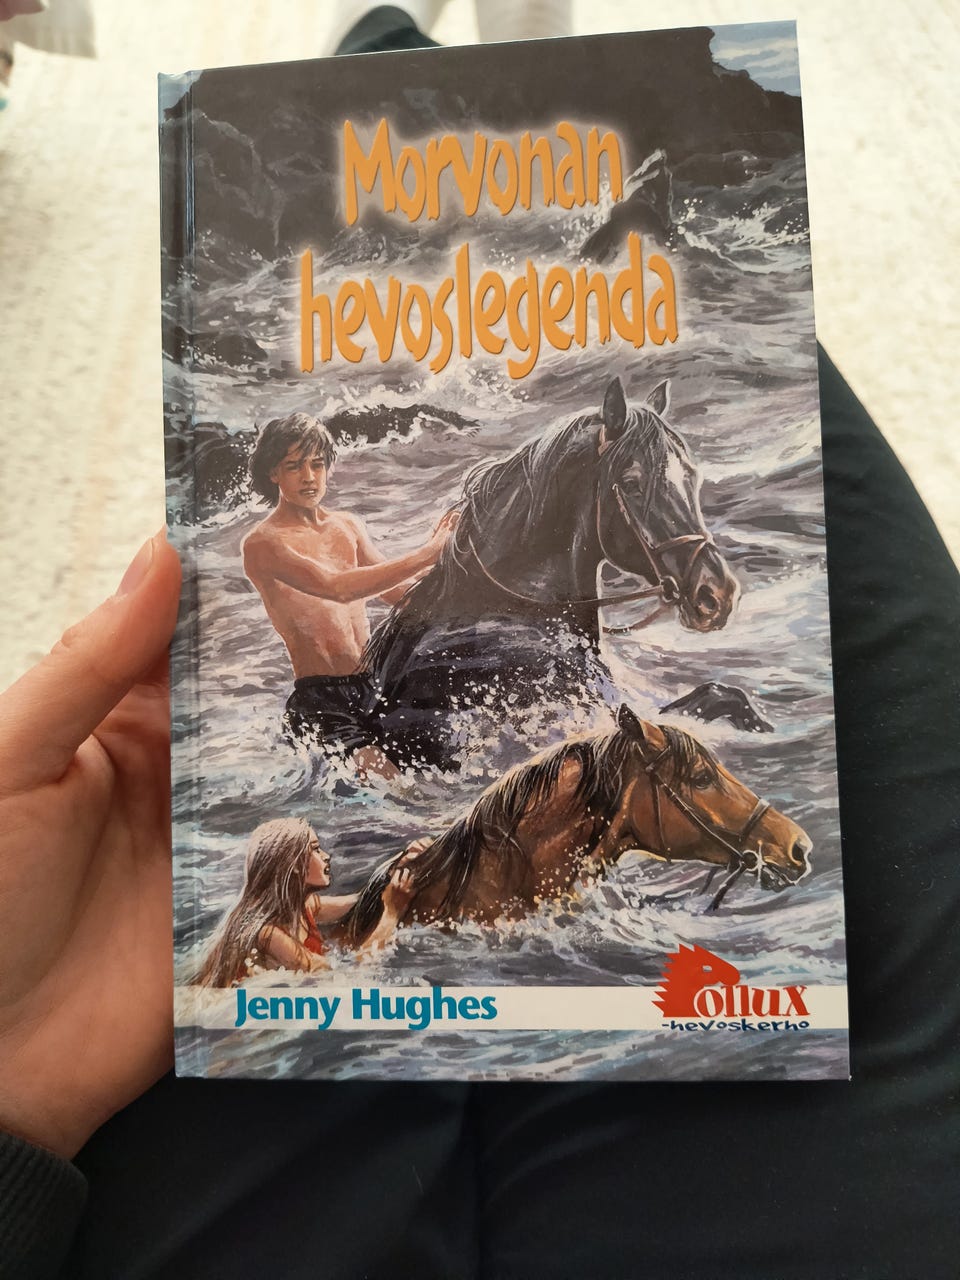 Morvonan
hevoslegenda
Jenny Hughes
Pollux
-hevoskerho